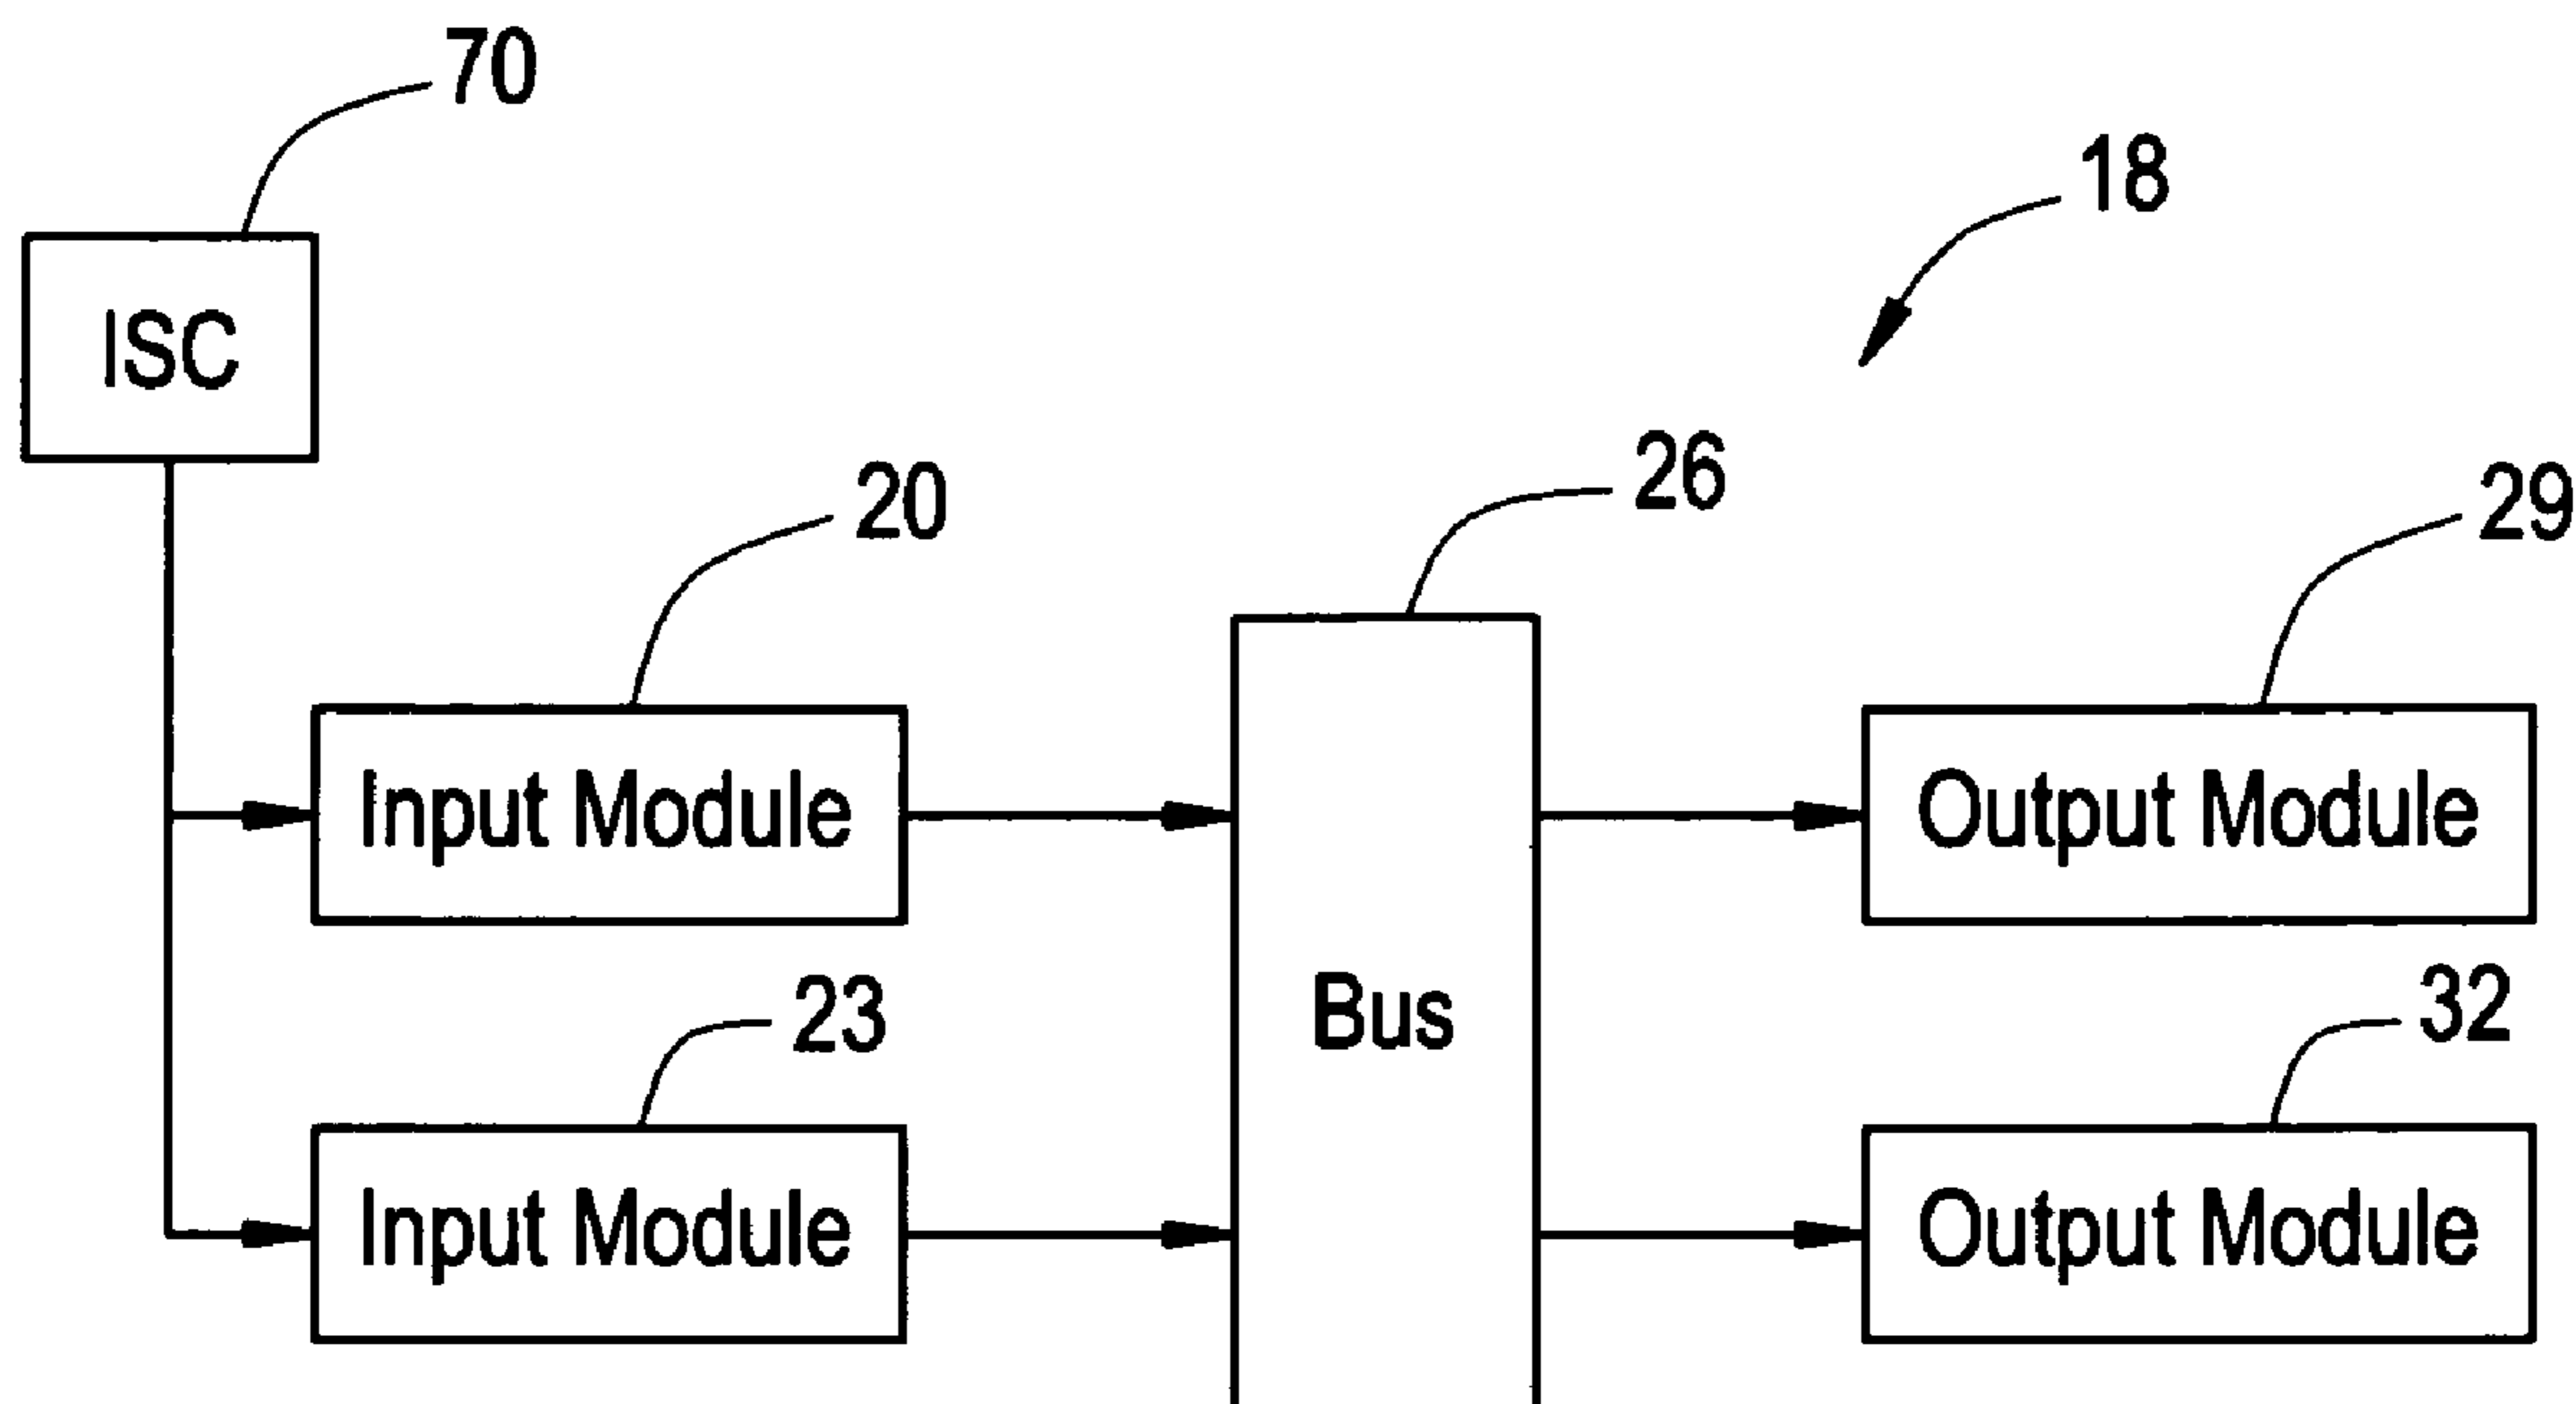 70
18
ISC
26
20
29
Input Module
Output Module
23
Bus
32
Input Module
Output Module